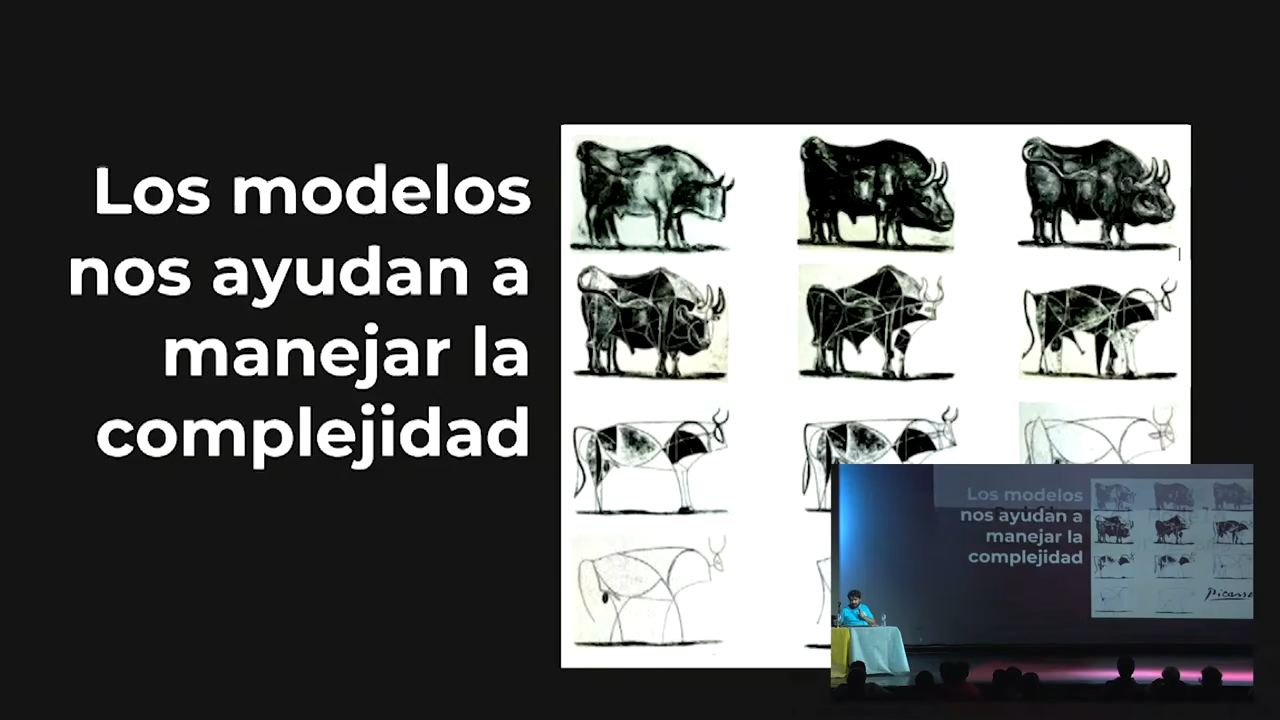 Los modelos
nos ayudan a
manejar la
complejidad
Los modelos
nos ayudan a
manejar la
complejidad
Picasso